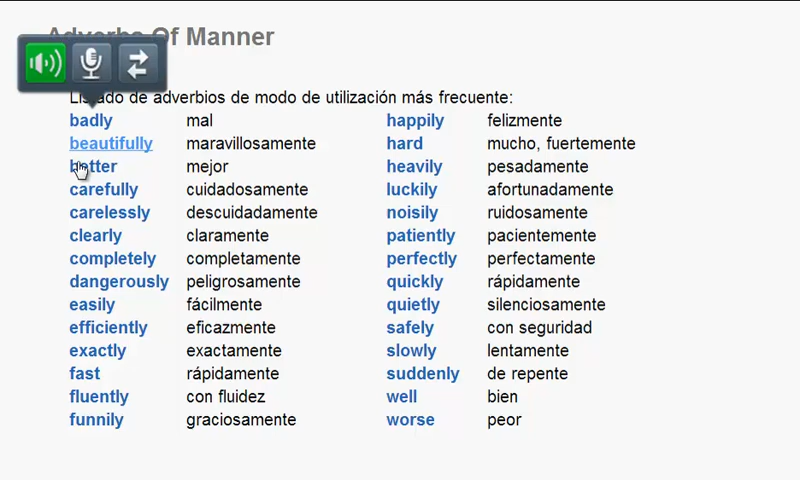 Adverbs Of Manner
Listado de adverbios de modo de utilización más frecuente:
badly mal happily felizmente
beautifully maravillosamente hard mucho, fuertemente
better mejor heavily pesadamente
carefully cuidadosamente luckily afortunadamente
carelessly descuidadamente noisily ruidosamente
clearly claramente patiently pacientemente
completely completamente perfectly perfectamente
dangerously peligrosamente quickly rápidamente
easily fácilmente quietly silenciosamente
efficiently eficazmente safely con seguridad
exactly exactamente slowly lentamente
fast rápidamente suddenly de repente
fluently con fluidez well bien
funnily graciosamente worse peor